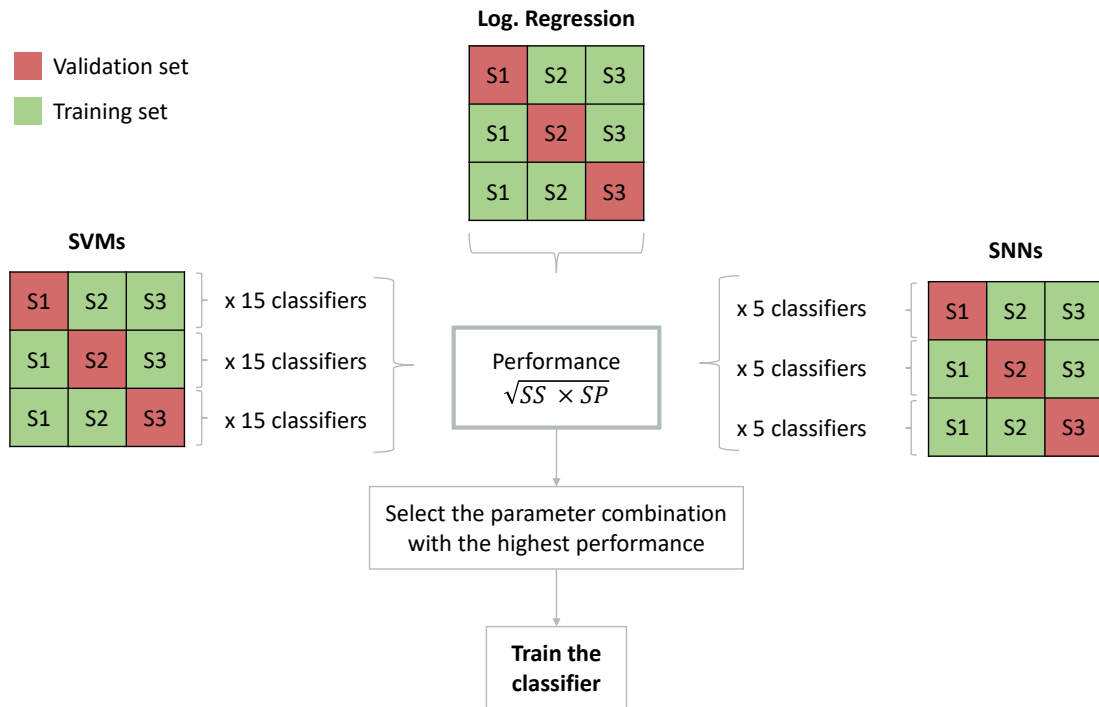 Log. Regression
Validation set
Training set
S1 S2 S3
S1 S2 S3
S1 S2 S3
SVMs
S1 S2 S3 x 15 classifiers
S1 S2 S3 x 15 classifiers
S1 S2 S3 x 15 classifiers
Performance
√SS × SP
SNNs
x 5 classifiers S1 S2 S3
x 5 classifiers S1 S2 S3
x 5 classifiers S1 S2 S3
Select the parameter combination
with the highest performance
Train the
classifier